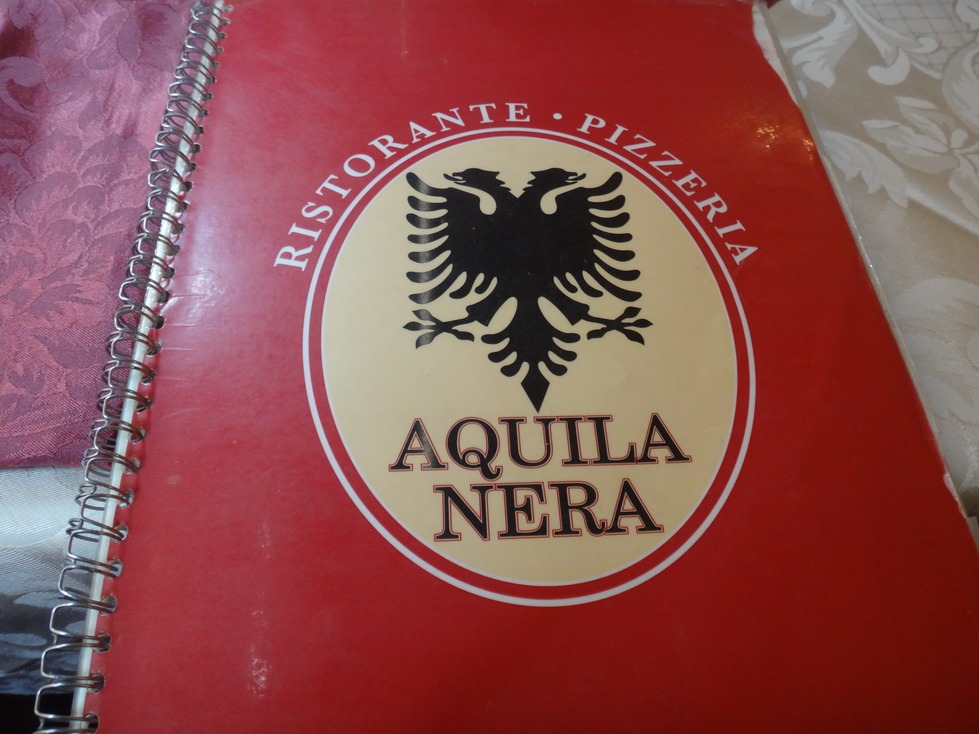 RISTORANTE • PIZZERIA
AQUILA
NERA